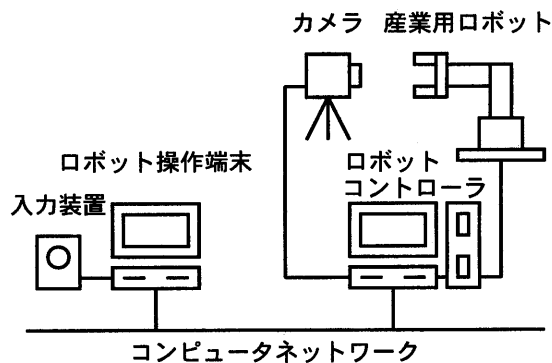 カメラ 産業用ロボット
ロボット操作端末
ロボット
コントローラ
入力装置
コンピュータネットワーク